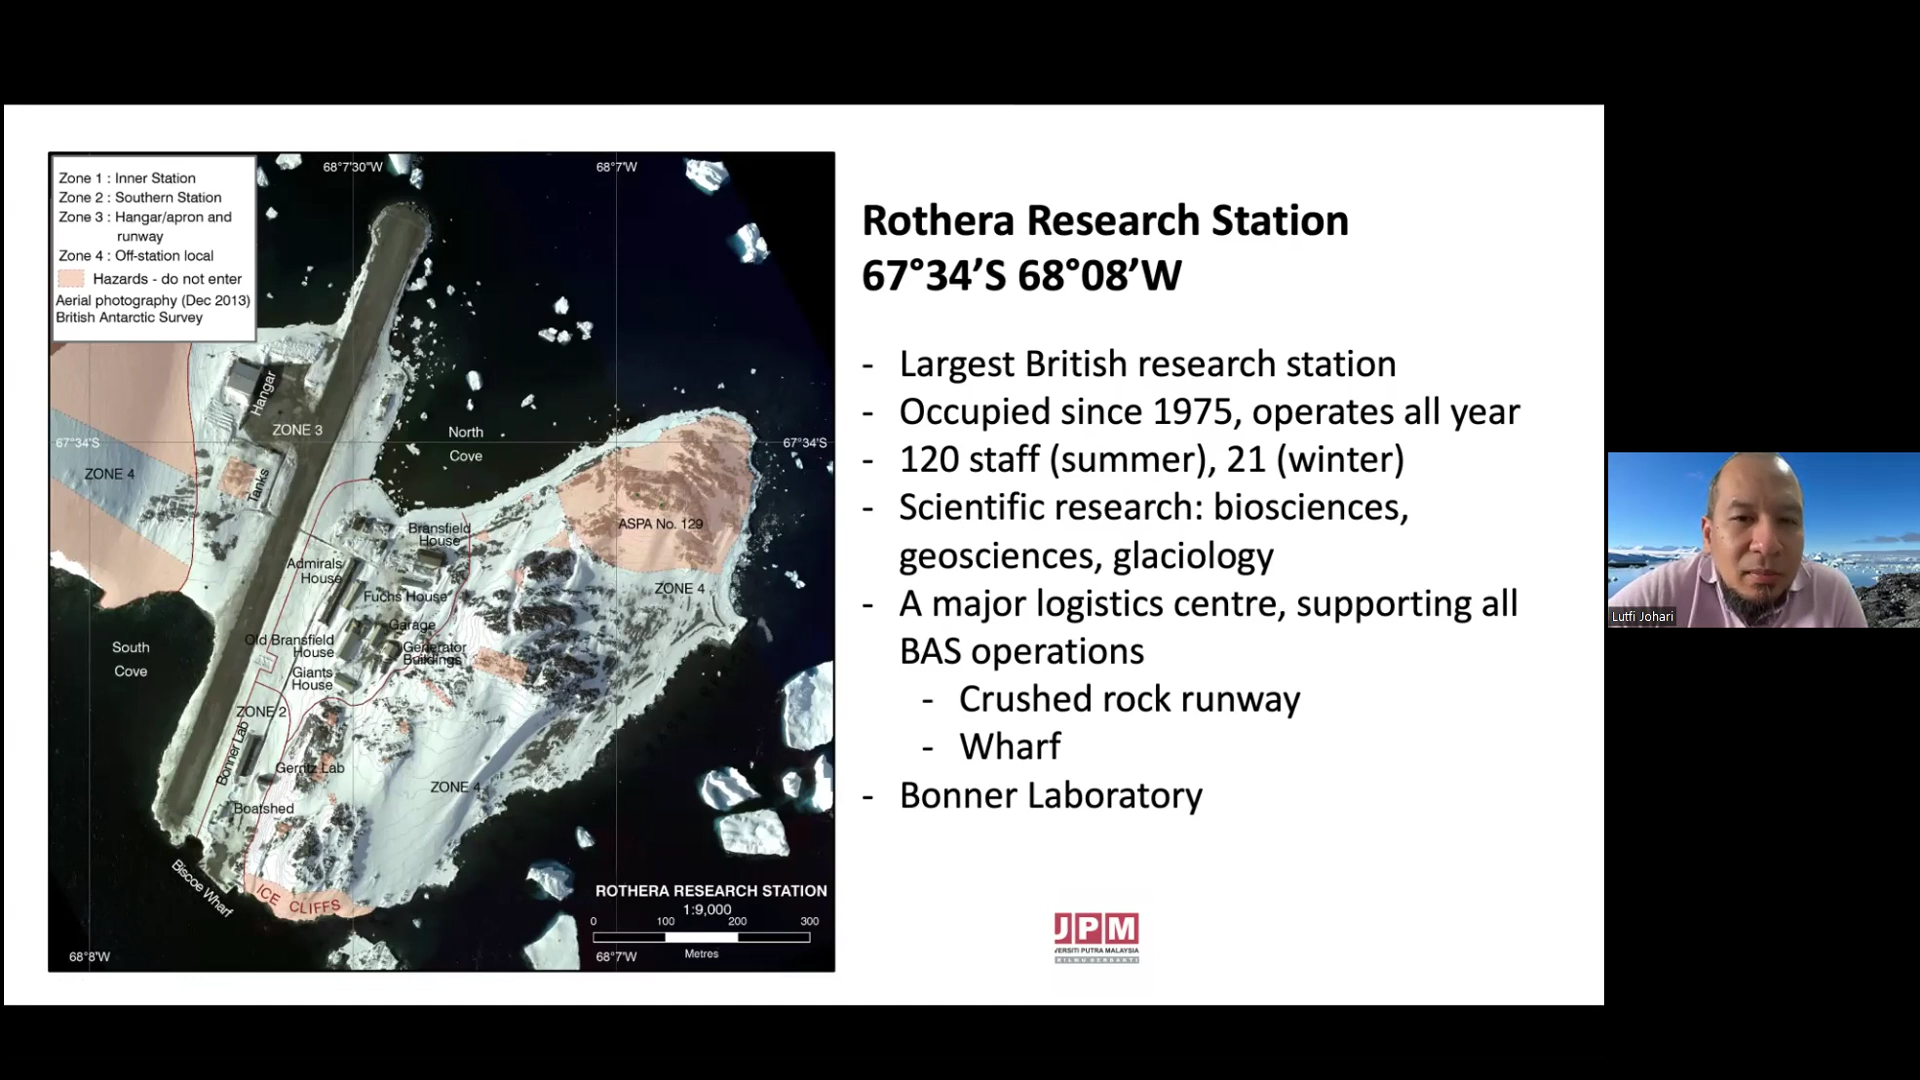 Zone 1 : Inner Station
Zone 2 : Southern Station
Zone 3 : Hangar/apron and
runway
Zone 4 : Off-station local
Hazards - do not enter
Aerial photography (Dec 2013)
British Antarctic Survey
68°7'30"W
68°7'W
Hangar
ZONE 3
67°34'S
North
Cove
67°34'S
ZONE 4
Tanks
ASPA No. 129
Bransfield
House
Admirals
House
Fuchs House
ZONE 4
Garage
Old Bransfield
House
Generator
Buildings
South
Cove
Giants
House
ZONE 2
Bonner Lab
Gerritz Lab
ZONE 4
Boatshed
Biscoe Wharf
ICE CLIFFS
ROTHERA RESEARCH STATION
1:9,000
0 100 200 300
Metres
68°8'W
68°7'W
Rothera Research Station
67°34’S 68°08’W
- Largest British research station
- Occupied since 1975, operates all year
- 120 staff (summer), 21 (winter)
- Scientific research: biosciences,
geosciences, glaciology
- A major logistics centre, supporting all
BAS operations
- Crushed rock runway
- Wharf
- Bonner Laboratory
JPM
ERSITI PUTRA MALAYSIA
Lutfi Johari